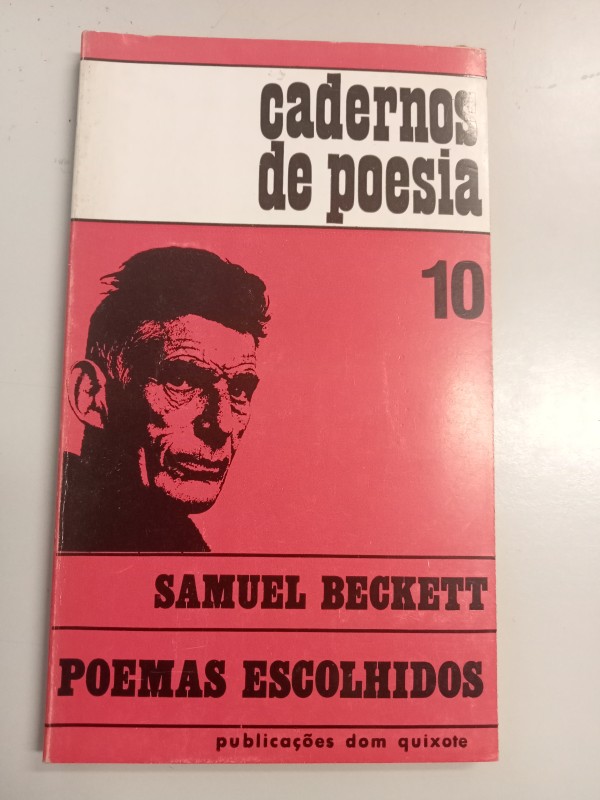 cadernos
de poesia
10
SAMUEL BECKETT
POEMAS ESCOLHIDOS
publicações dom quixote